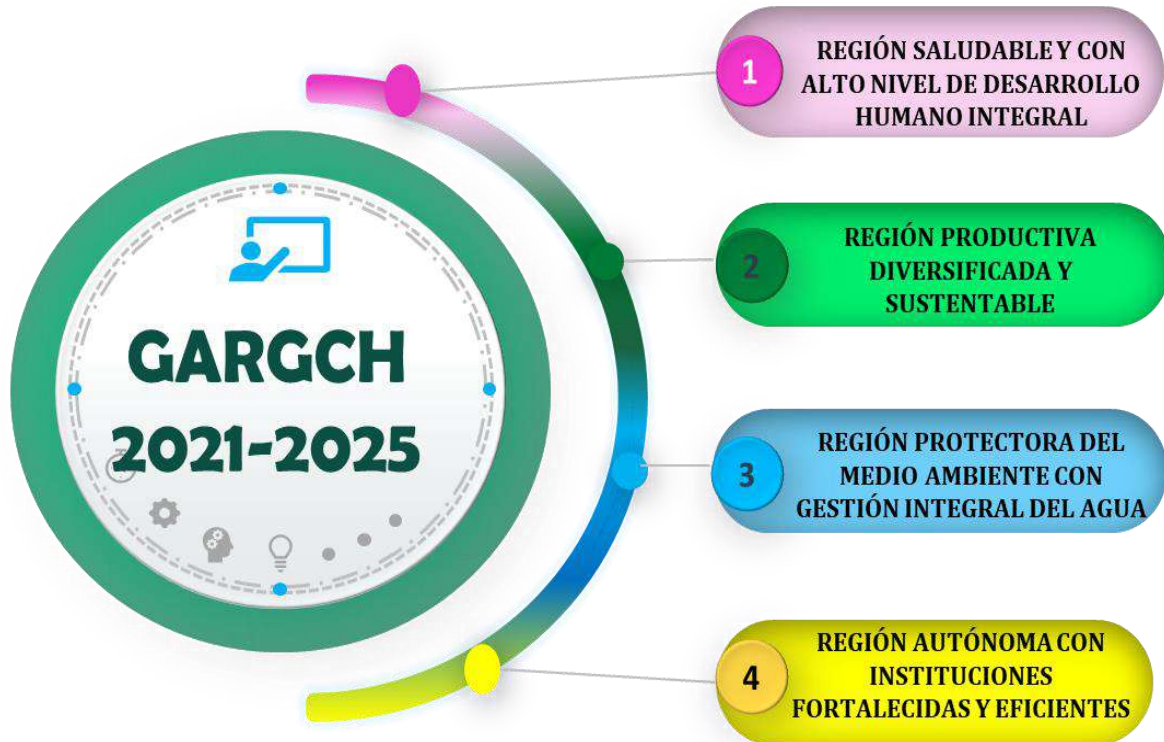 GARGCH
2021-2025
1
REGIÓN SALUDABLE Y CON
ALTO NIVEL DE DESARROLLO
HUMANO INTEGRAL
2
REGIÓN PRODUCTIVA
DIVERSIFICADA Y
SUSTENTABLE
3
REGIÓN PROTECTORA DEL
MEDIO AMBIENTE CON
GESTIÓN INTEGRAL DEL AGUA
4
REGIÓN AUTÓNOMA CON
INSTITUCIONES
FORTALECIDAS Y EFICIENTES